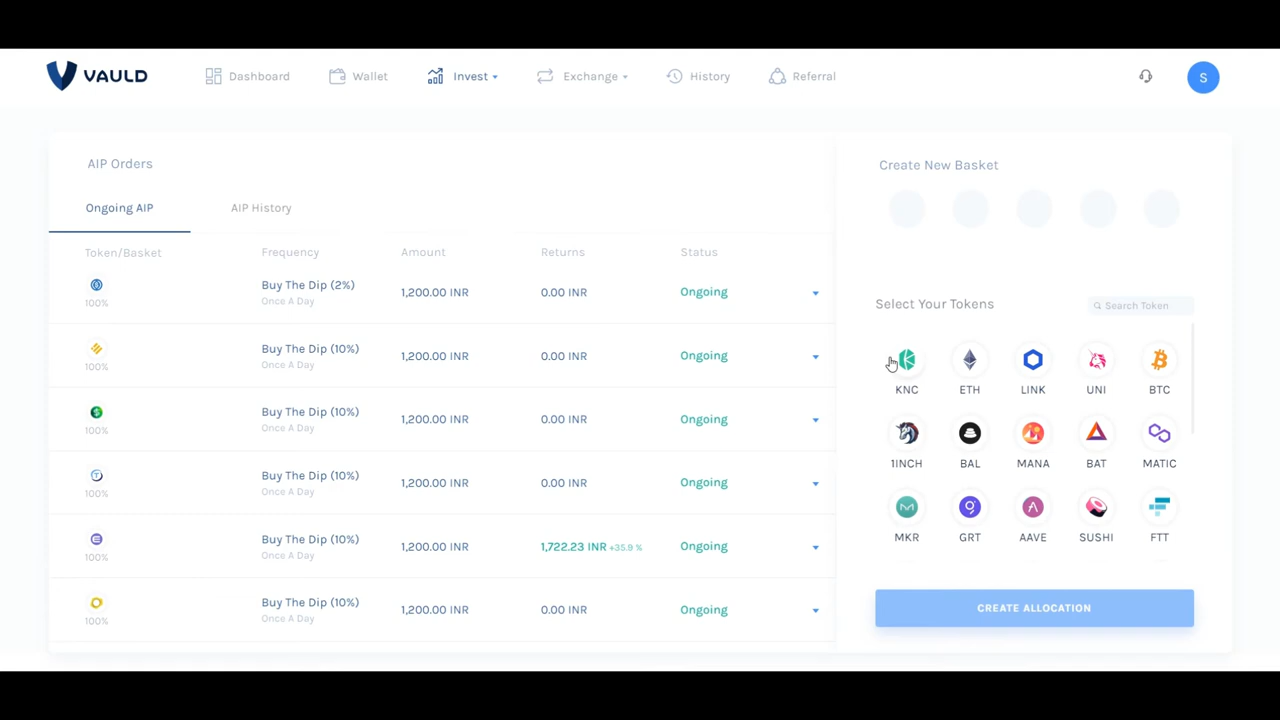 VAULD
Dashboard
Wallet
Invest
Exchange
History
Referral
S
AIP Orders
Ongoing AIP
AIP History
Token/Basket
Frequency
Amount
Returns
Status
100%
Buy The Dip (2%)
Once A Day
1,200.00 INR
0.00 INR
Ongoing
100%
Buy The Dip (10%)
Once A Day
1,200.00 INR
0.00 INR
Ongoing
100%
Buy The Dip (10%)
Once A Day
1,200.00 INR
0.00 INR
Ongoing
100%
Buy The Dip (10%)
Once A Day
1,200.00 INR
0.00 INR
Ongoing
100%
Buy The Dip (10%)
Once A Day
1,200.00 INR
1,722.23 INR +35.9 %
Ongoing
100%
Buy The Dip (10%)
Once A Day
1,200.00 INR
0.00 INR
Ongoing
Create New Basket
Select Your Tokens
Search Token
KNC
ETH
LINK
UNI
BTC
1INCH
BAL
MANA
BAT
MATIC
MKR
GRT
AAVE
SUSHI
FTT
CREATE ALLOCATION